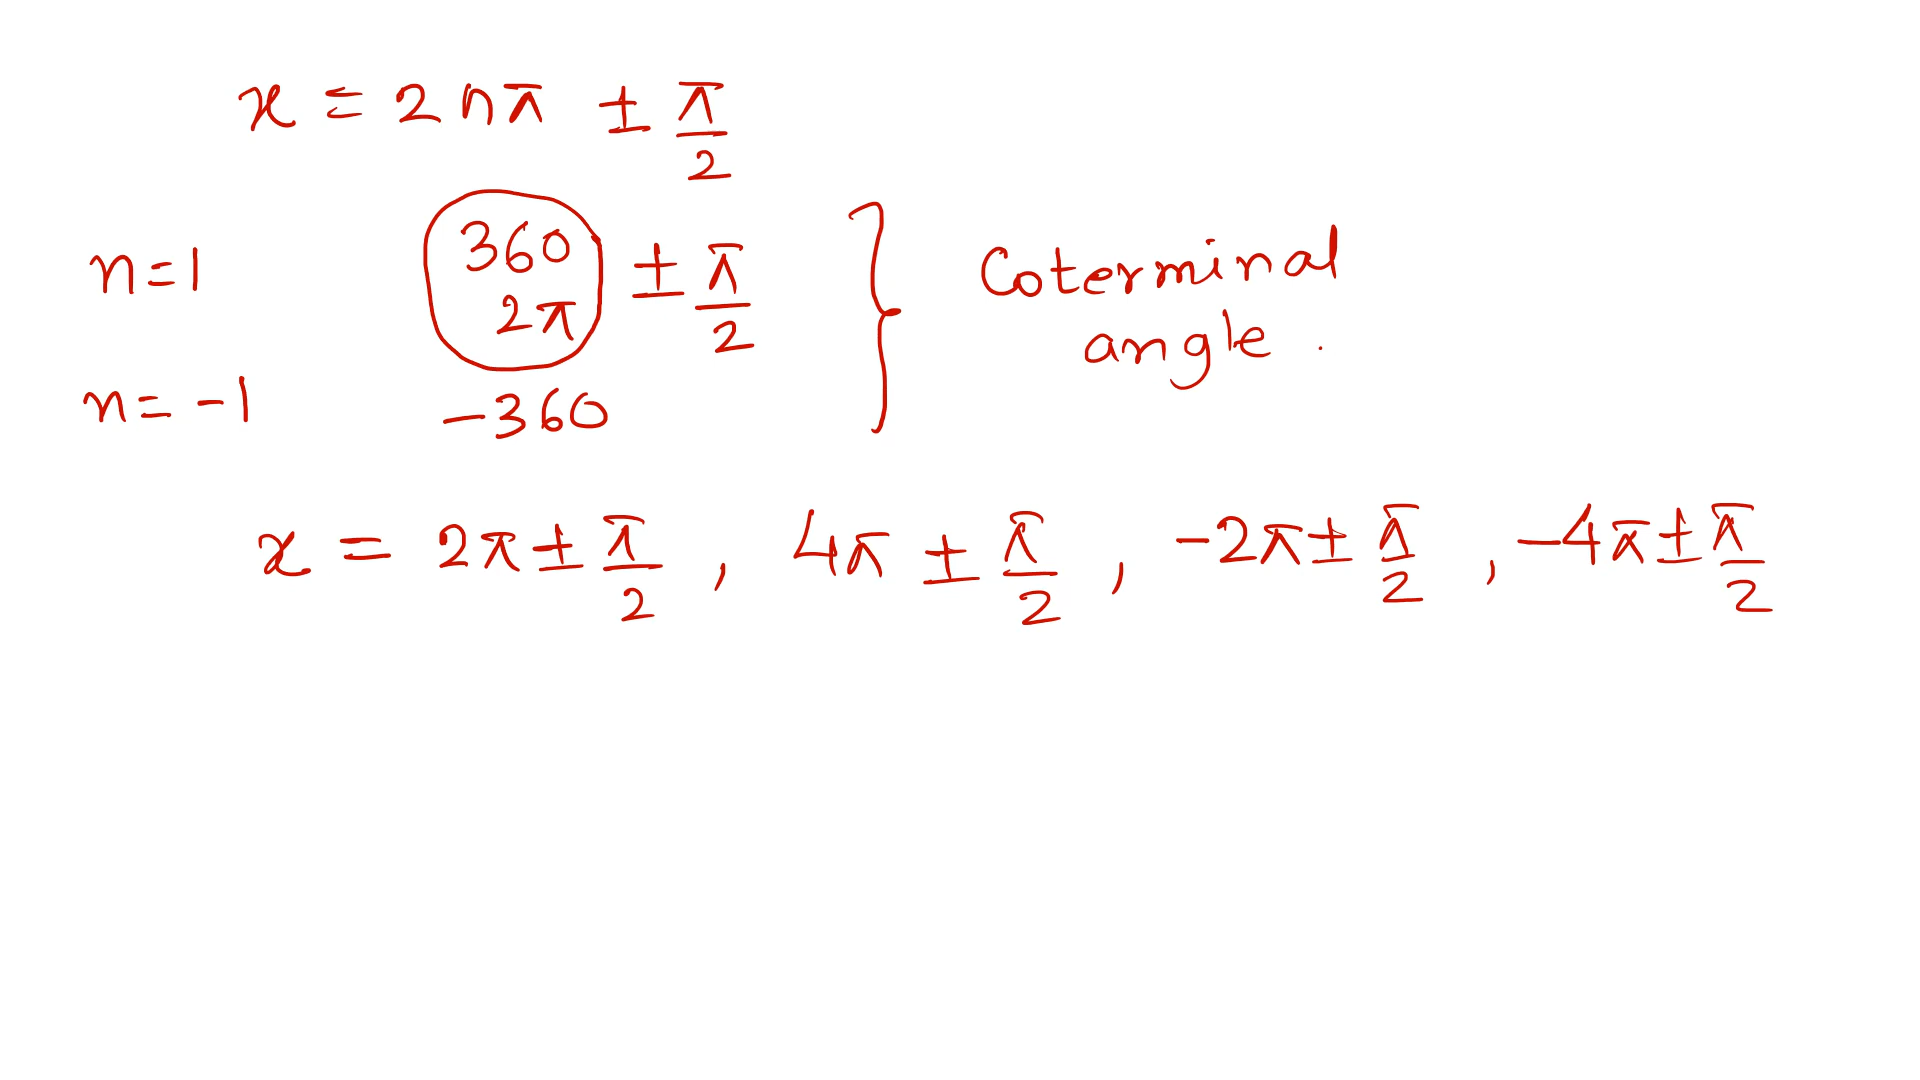 x = 2nπ ± π/2
n=1 360 2π ± π/2 } Coterminal angle.
n= -1 -360
x = 2π ± π/2 , 4π ± π/2 , -2π ± π/2 , -4π ± π/2